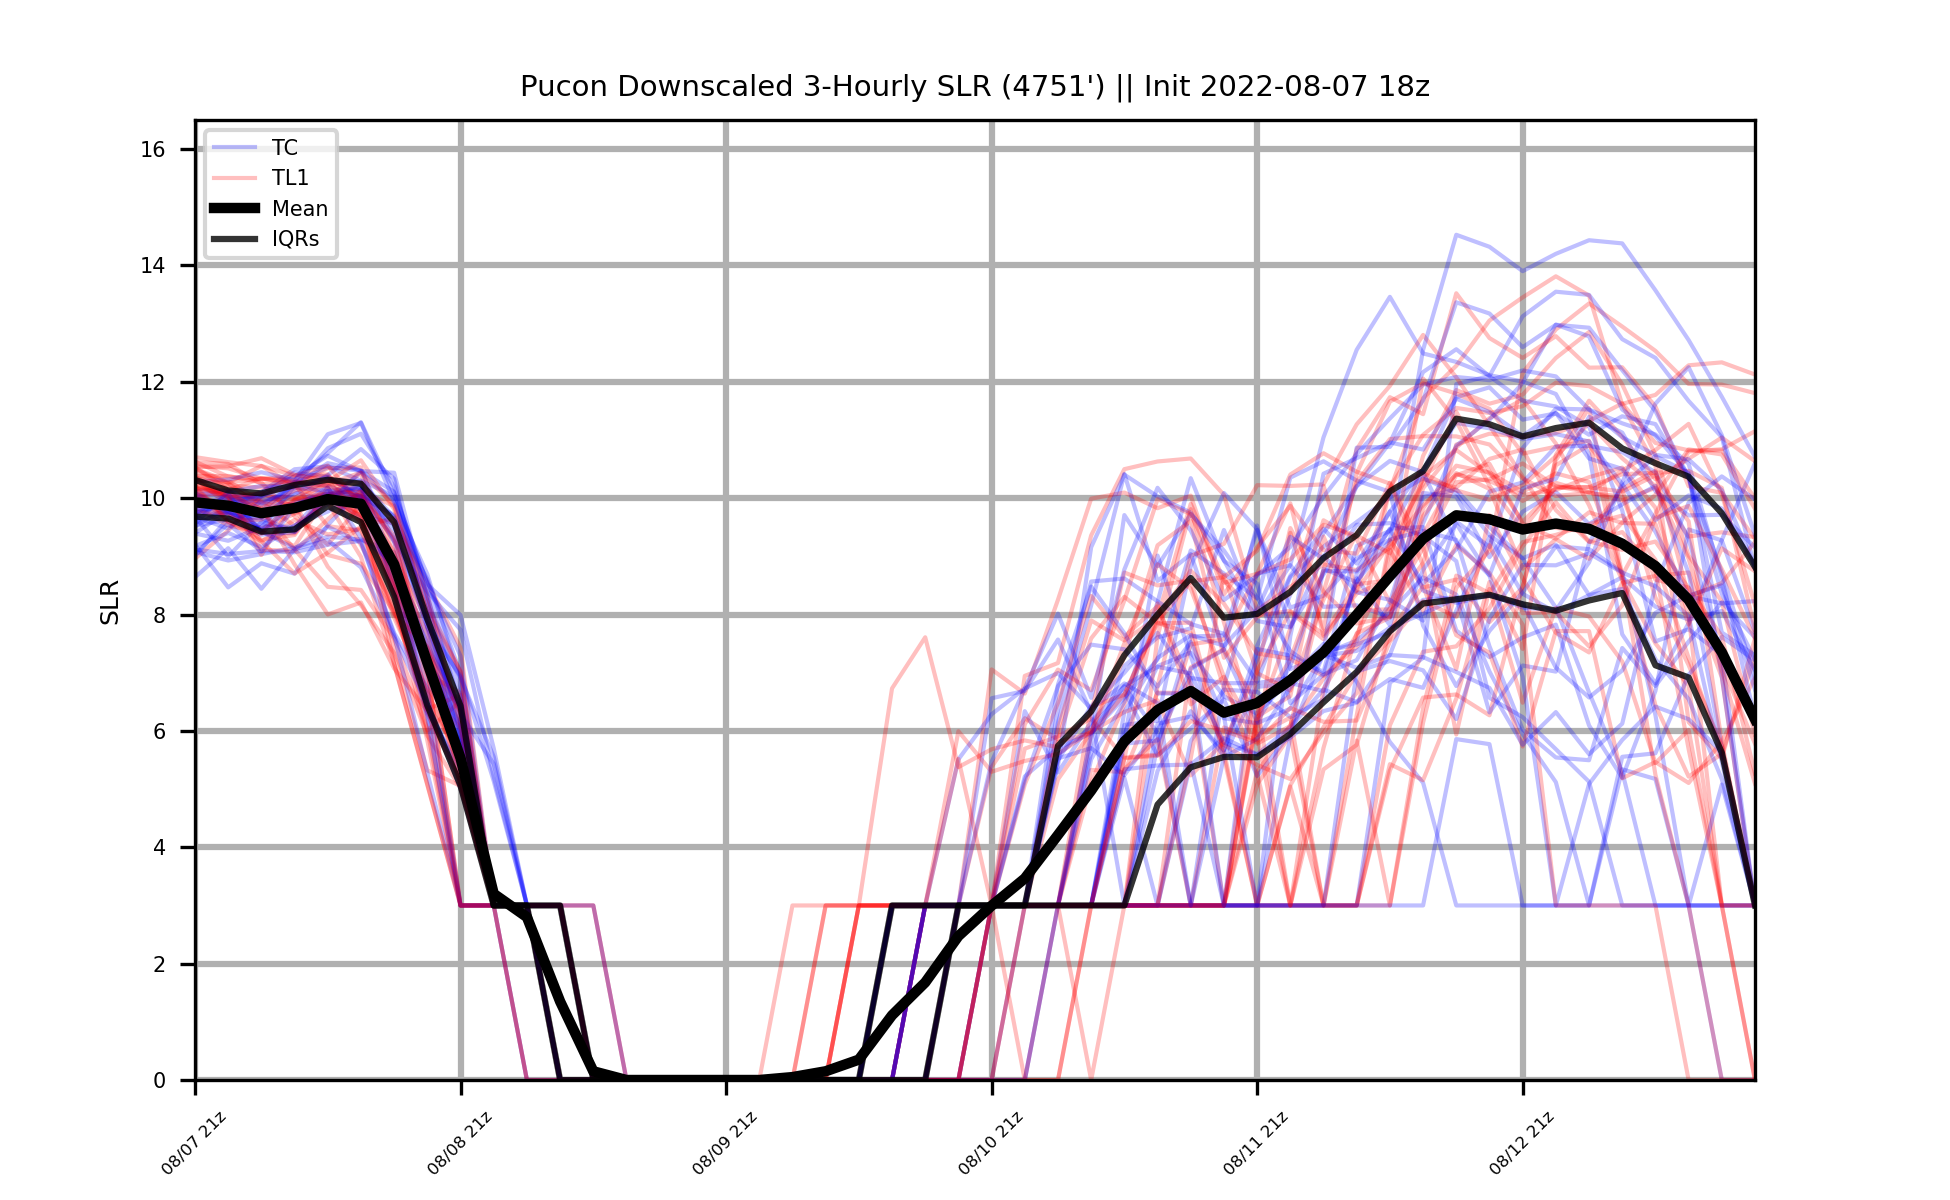 Pucon Downscaled 3-Hourly SLR (4751') || Init 2022-08-07 18z
TC
TL1
Mean
IQRs
SLR
16
14
12
10
8
6
4
2
0
08/07 21z
08/08 21z
08/09 21z
08/10 21z
08/11 21z
08/12 21z